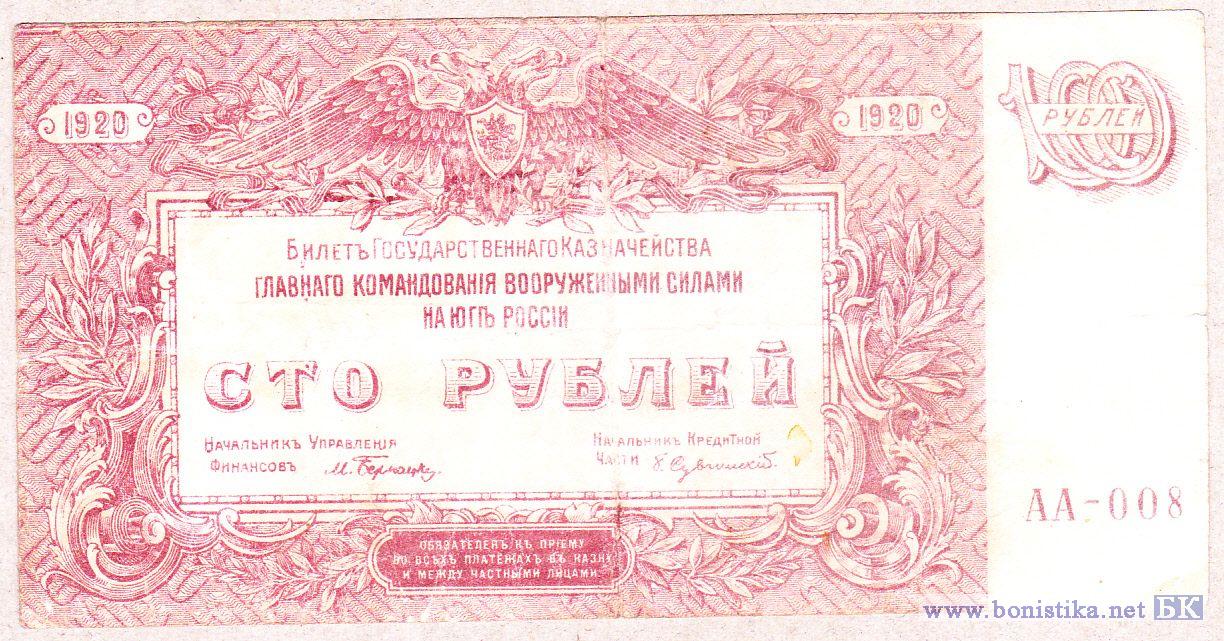 1920
1920
100
РУБЛЕЙ
БИЛЕТЪ ГОСУДАРСТВЕННАГО КАЗНАЧЕЙСТВА
ГЛАВНАГО КОМАНДОВАНІЯ ВООРУЖЕННЫМИ СИЛАМИ
НА ЮГѢ РОССІИ
СТО РУБЛЕЙ
НАЧАЛЬНИКЪ УПРАВЛЕНІЯ
ФИНАНСОВЪ
НАЧАЛЬНИКЪ КРЕДИТНОЙ
ЧАСТИ
АА-008
ОБЯЗАТЕЛЕНЪ КЪ ПРІЕМУ
ВО ВСѢХЪ ПЛАТЕЖАХЪ ВЪ КАЗНУ
И МЕЖДУ ЧАСТНЫМИ ЛИЦАМИ.
www.bonistika.net БК